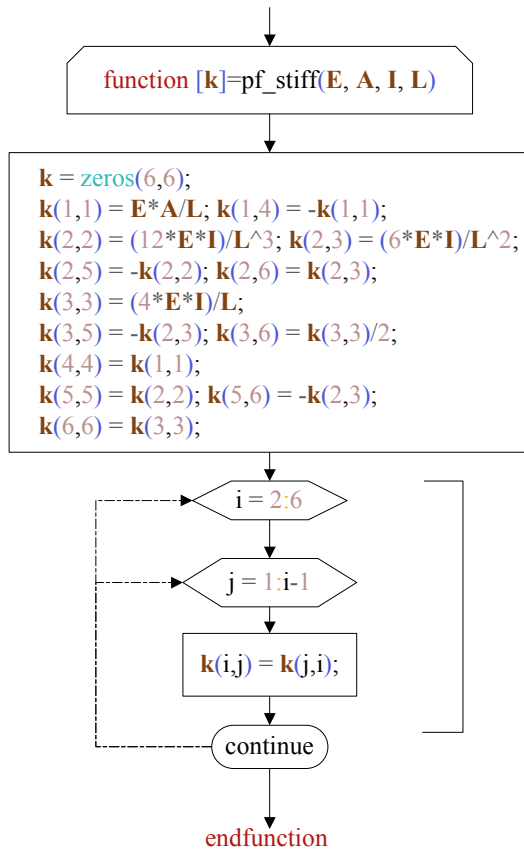 function [k]=pf_stiff(E, A, I, L)
k = zeros(6,6);
k(1,1) = E*A/L; k(1,4) = -k(1,1);
k(2,2) = (12*E*I)/L^3; k(2,3) = (6*E*I)/L^2;
k(2,5) = -k(2,2); k(2,6) = k(2,3);
k(3,3) = (4*E*I)/L;
k(3,5) = -k(2,3); k(3,6) = k(3,3)/2;
k(4,4) = k(1,1);
k(5,5) = k(2,2); k(5,6) = -k(2,3);
k(6,6) = k(3,3);
i = 2:6
j = 1:i-1
k(i,j) = k(j,i);
continue
endfunction